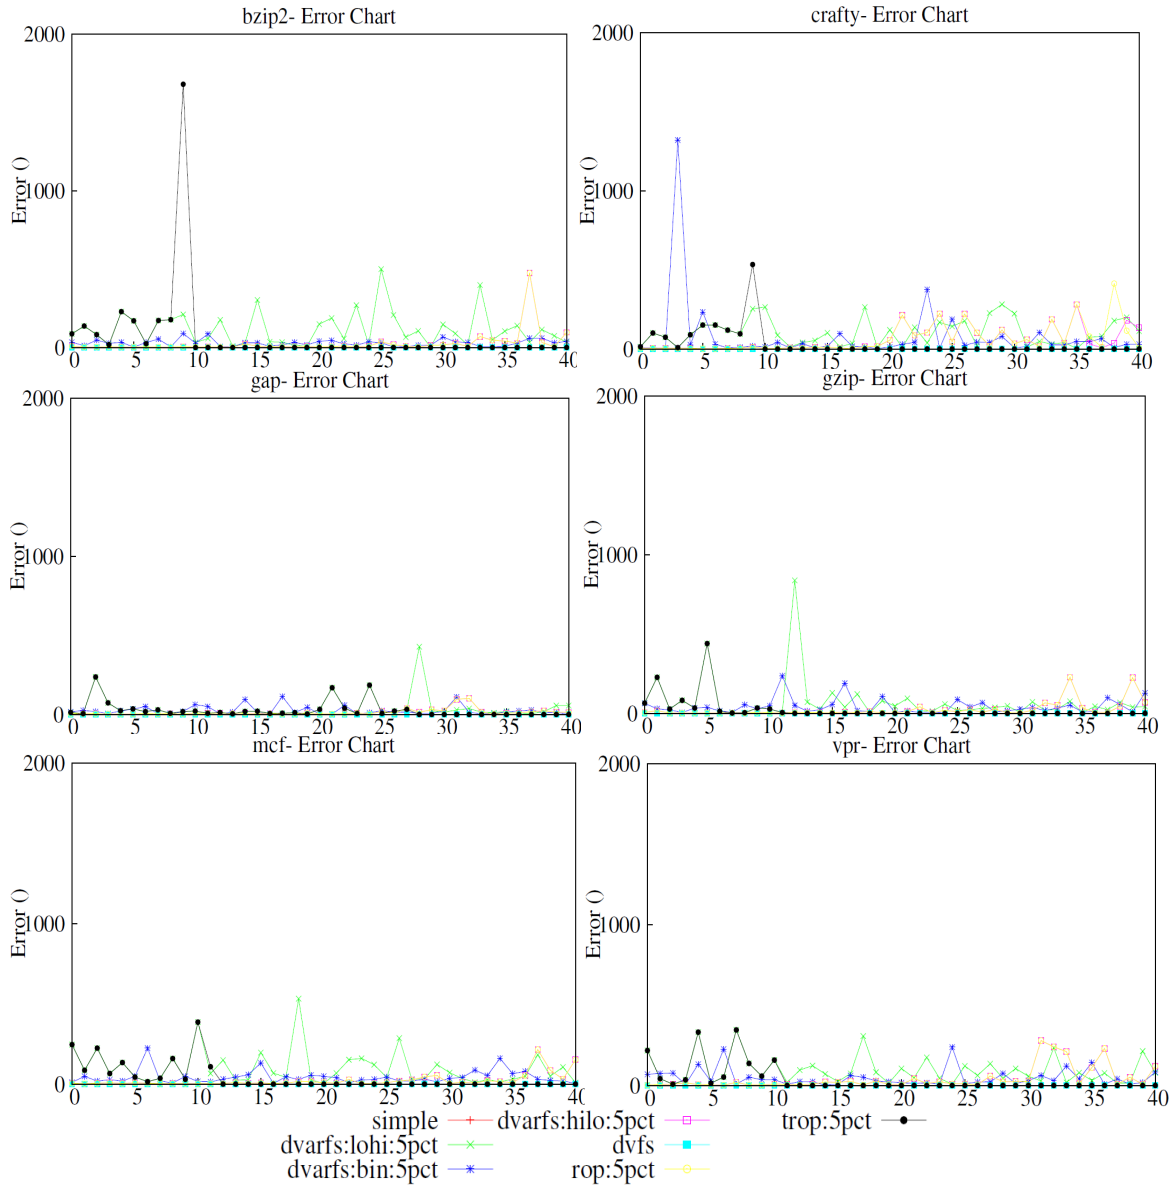 bzip2- Error Chart
crafty- Error Chart
2000
2000
1000
1000
Error ()
Error ()
0
0
0 5 10 15 20 25 30 35 40
0 5 10 15 20 25 30 35 40
gap- Error Chart
gzip- Error Chart
2000
2000
1000
1000
Error ()
Error ()
0
0
0 5 10 15 20 25 30 35 40
0 5 10 15 20 25 30 35 40
mcf- Error Chart
vpr- Error Chart
2000
2000
1000
1000
Error ()
Error ()
0
0
0 5 10 15 20 25 30 35 40
0 5 10 15 20 25 30 35 40
simple dvarfs:hilo:5pct trop:5pct
dvarfs:lohi:5pct dvfs
dvarfs:bin:5pct rop:5pct